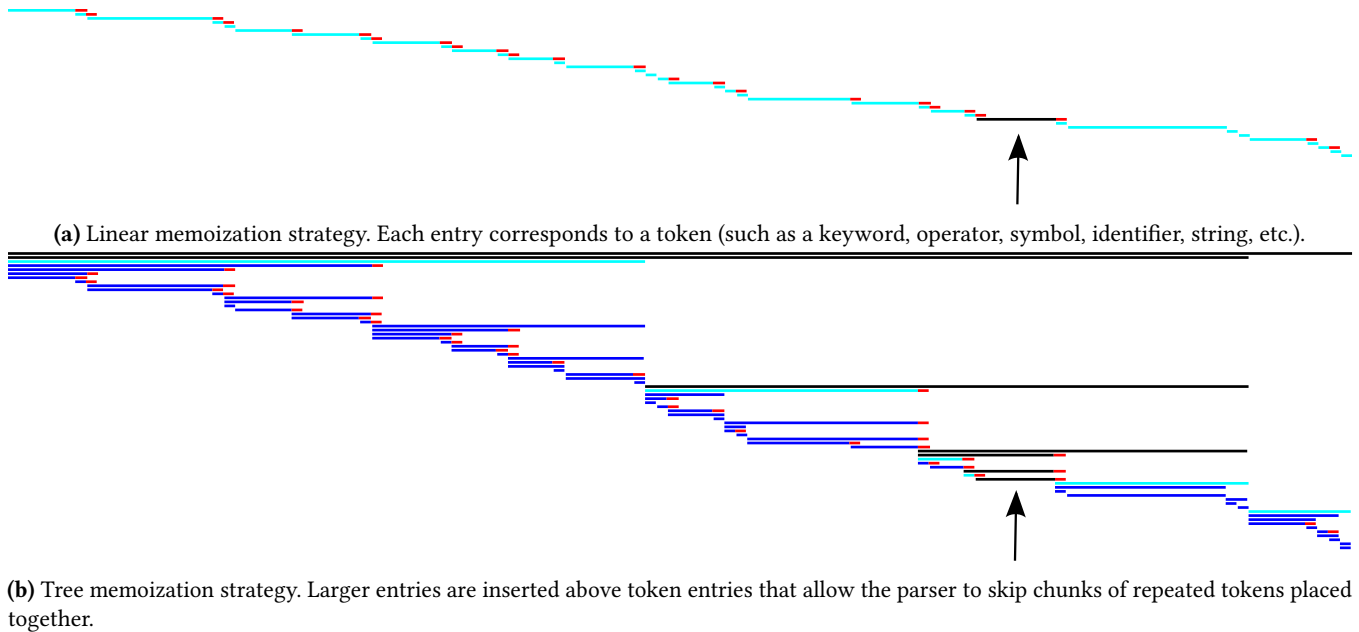 (a) Linear memoization strategy. Each entry corresponds to a token (such as a keyword, operator, symbol, identifier, string, etc.).
(b) Tree memoization strategy. Larger entries are inserted above token entries that allow the parser to skip chunks of repeated tokens placed
together.